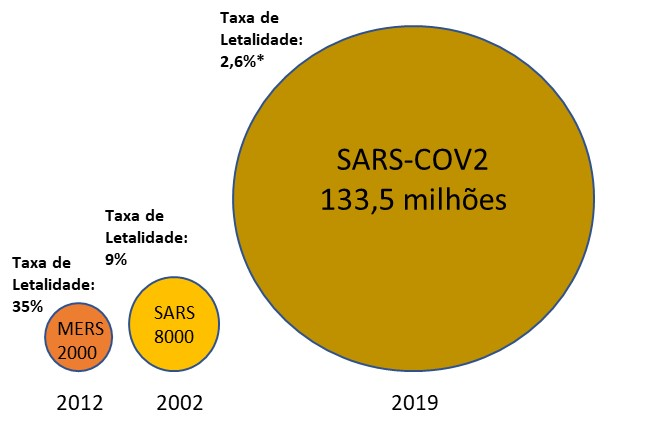 Taxa de
Letalidade:
2,6%*
SARS-COV2
133,5 milhões
Taxa de
Letalidade:
9%
SARS
8000
Taxa de
Letalidade:
35%
MERS
2000
2012
2002
2019